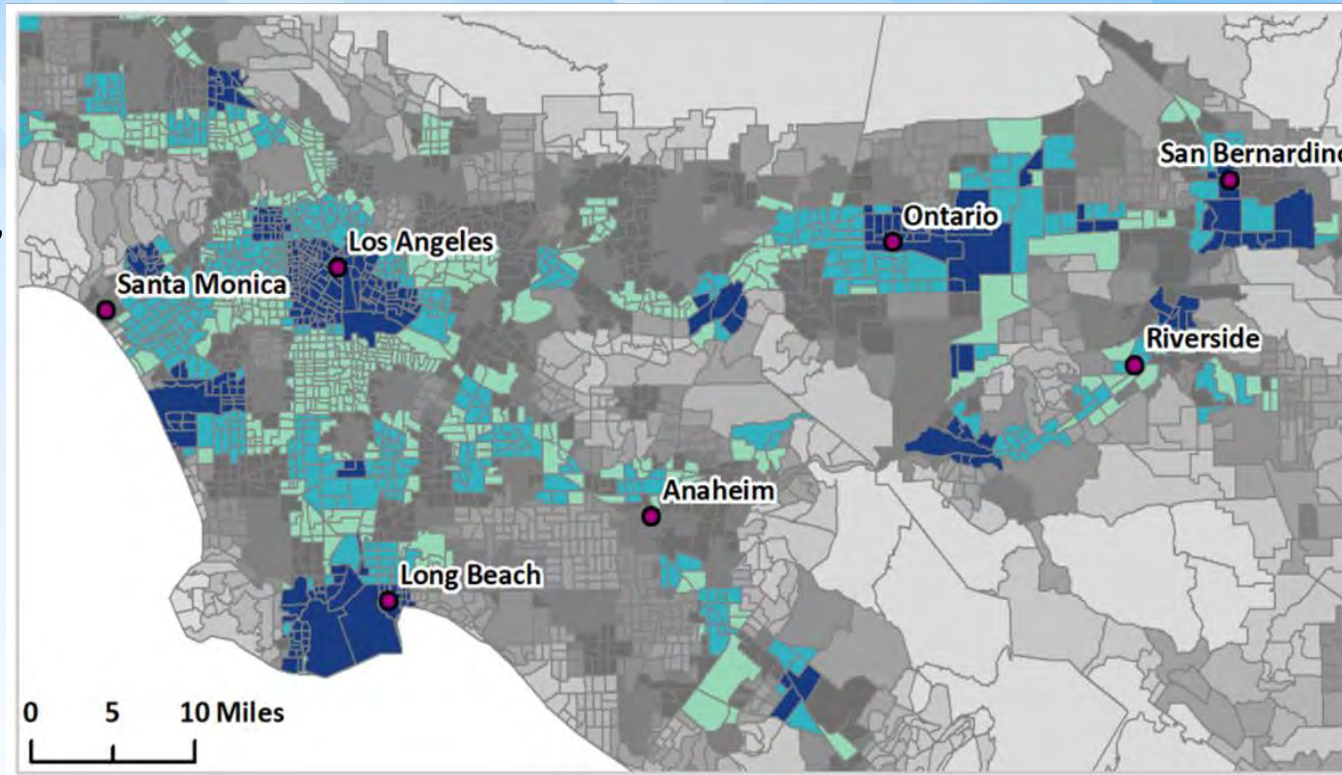 San Bernardino
Ontario
Los Angeles
Santa Monica
Riverside
Anaheim
Long Beach
0 5 10 Miles